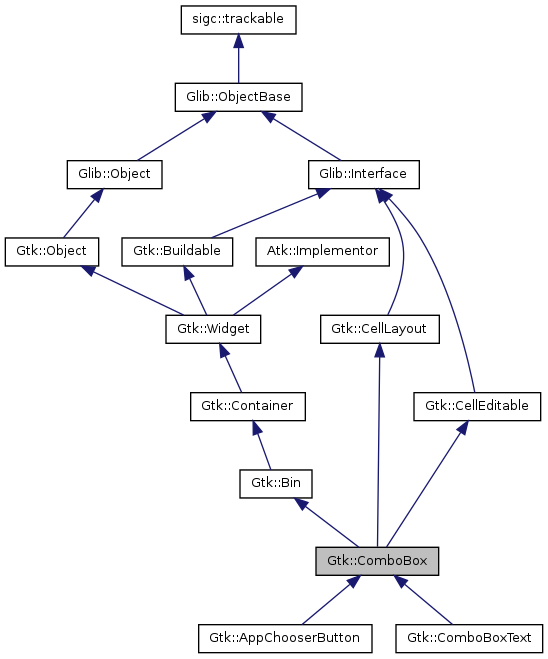 sigc::trackable
Glib::ObjectBase
Glib::Object
Glib::Interface
Gtk::Object
Gtk::Buildable
Atk::Implementor
Gtk::Widget
Gtk::CellLayout
Gtk::Container
Gtk::CellEditable
Gtk::Bin
Gtk::ComboBox
Gtk::AppChooserButton
Gtk::ComboBoxText